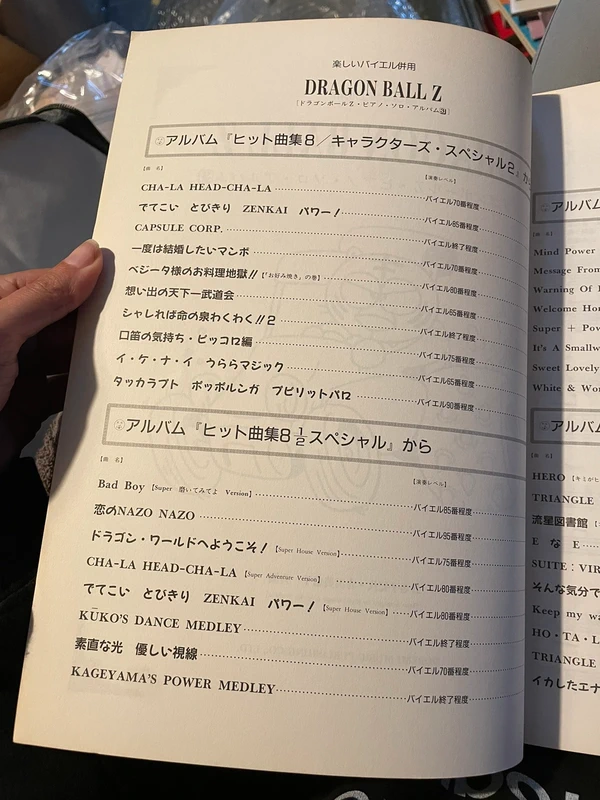 楽しいバイエル併用
DRAGON BALL Z
[ドラゴンボールZ・ピアノ・ソロ・アルバム]
アルバム『ヒット曲集8／キャラクターズ・スペシャル2』か
【曲 名】 【演奏レベル】
CHA-LA HEAD-CHA-LA バイエル70番程度
でてこい とびきり ZENKAI パワー! バイエル85番程度
CAPSULE CORP. バイエル終了程度
一度は結婚したいマンボ バイエル70番程度
ベジータ様のお料理地獄!!【「お好み焼き」の巻】 バイエル80番程度
想い出の天下一武道会 バイエル65番程度
シャしれば命の泉わくわく!!2 バイエル終了程度
口笛の気持ち・ピッコロ編 バイエル75番程度
イ・ケ・ナ・イ うららマジック バイエル65番程度
タッカラプト ポッポルンガ プピリットパロ バイエル90番程度
アルバム『ヒット曲集8 1/2スペシャル』から
【曲 名】 【演奏レベル】
Bad Boy【Super 磨いてみてよ Version】 バイエル85番程度
恋のNAZO NAZO バイエル95番程度
ドラゴン・ワールドへようこそ!【Super House Version】 バイエル75番程度
CHA-LA HEAD-CHA-LA【Super Adventure Version】 バイエル80番程度
でてこい とびきり ZENKAI パワー!【Super House Version】 バイエル80番程度
KŪKO'S DANCE MEDLEY バイエル終了程度
素直な光 優しい視線 バイエル70番程度
KAGEYAMA'S POWER MEDLEY バイエル終了程度
アルバム
【曲 名】
Mind Power
Message From
Warning Of
Welcome Hom
Super + Pow
It's A Smallw
Sweet Lovely
White & Wo
アルバム
【曲 名】
HERO【キミがヒ
TRIANGLE
流星図書館
E な E
SUITE : VIR
そんな気分で
Keep my wa
HO・TA・L
TRIANGLE
イカしたエナ